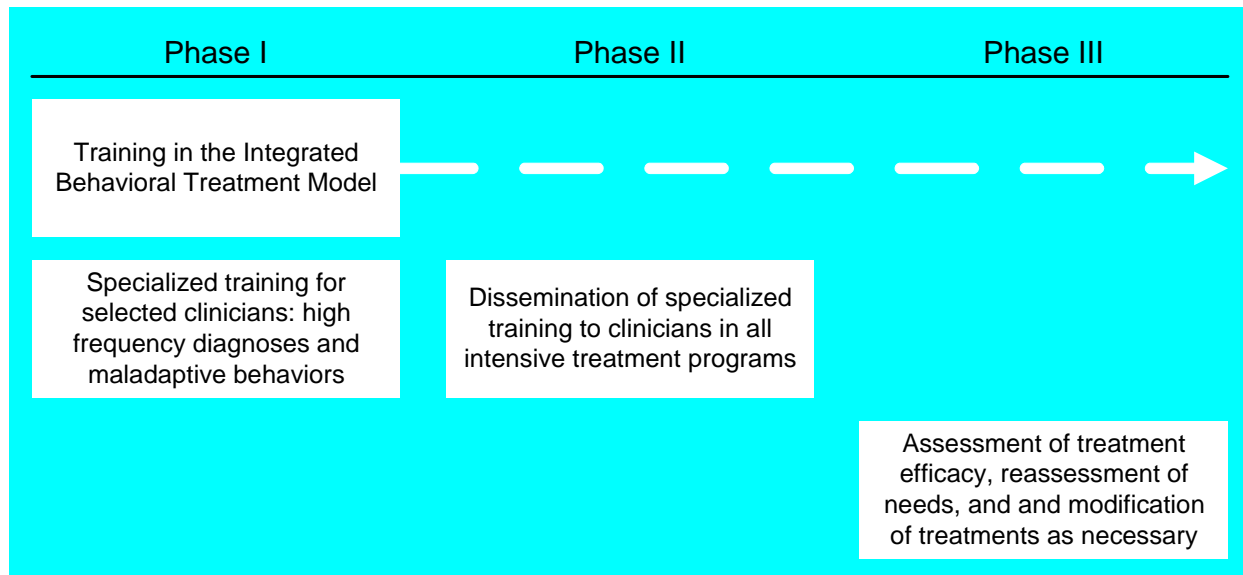 Phase I
Phase II
Phase III
Training in the Integrated
Behavioral Treatment Model
Specialized training for
selected clinicians: high
frequency diagnoses and
maladaptive behaviors
Dissemination of specialized
training to clinicians in all
intensive treatment programs
Assessment of treatment
efficacy, reassessment of
needs, and and modification
of treatments as necessary